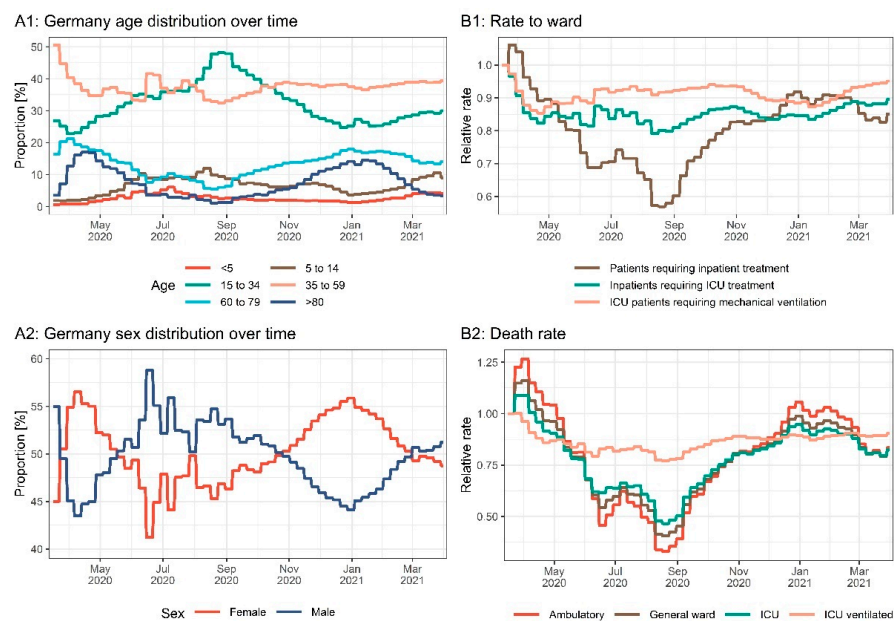 A1: Germany age distribution over time
Proportion [%]
50
40
30
20
10
0
May 2020
Jul 2020
Sep 2020
Nov 2020
Jan 2021
Mar 2021
Age
<5
5 to 14
15 to 34
35 to 59
60 to 79
>80
B1: Rate to ward
Relative rate
1.0
0.9
0.8
0.7
0.6
May 2020
Jul 2020
Sep 2020
Nov 2020
Jan 2021
Mar 2021
Patients requiring inpatient treatment
Inpatients requiring ICU treatment
ICU patients requiring mechanical ventilation
A2: Germany sex distribution over time
Proportion [%]
60
55
50
45
40
May 2020
Jul 2020
Sep 2020
Nov 2020
Jan 2021
Mar 2021
Sex
Female
Male
B2: Death rate
Relative rate
1.25
1.00
0.75
0.50
May 2020
Jul 2020
Sep 2020
Nov 2020
Jan 2021
Mar 2021
Ambulatory
General ward
ICU
ICU ventilated